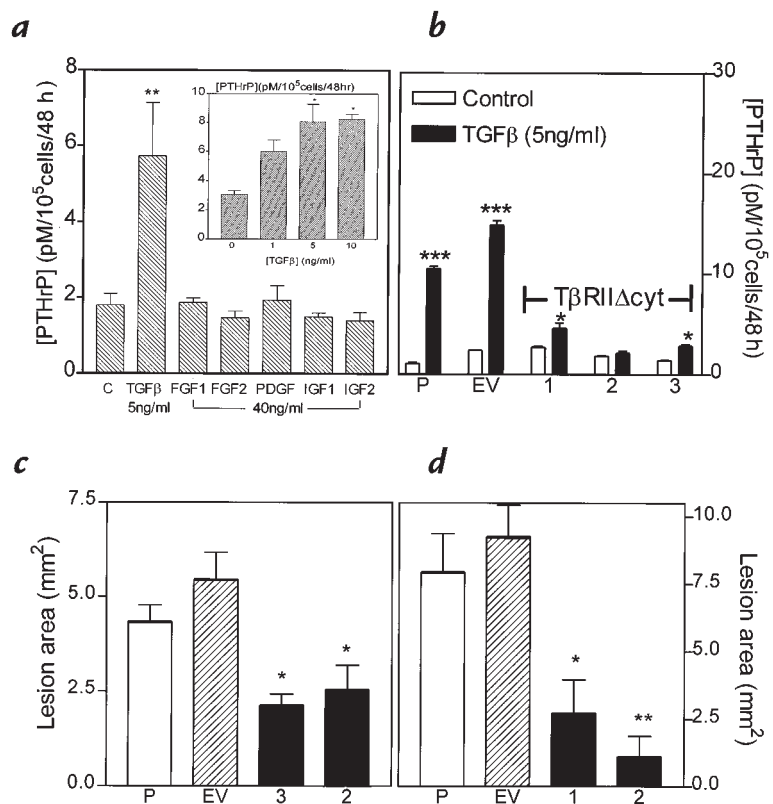 a
[PTHrP] (pM/10⁵cells/48 h)
8
6
4
2
0
**
[PTHrP](pM/10⁵cells/48hr)
10
8
6
4
2
0
*
*
0 1 5 10
[TGFβ] (ng/ml)
C TGFβ FGF1 FGF2 PDGF IGF1 IGF2
5ng/ml 40ng/ml
b
Control
TGFβ (5ng/ml)
***
***
TβRIIΔcyt
*
*
P EV 1 2 3
30
20
10
0
[PTHrP] (pM/10⁵cells/48h)
c
Lesion area (mm²)
7.5
5.0
2.5
0.0
*
*
P EV 3 2
d
*
**
P EV 1 2
10.0
7.5
5.0
2.5
0.0
Lesion area (mm²)